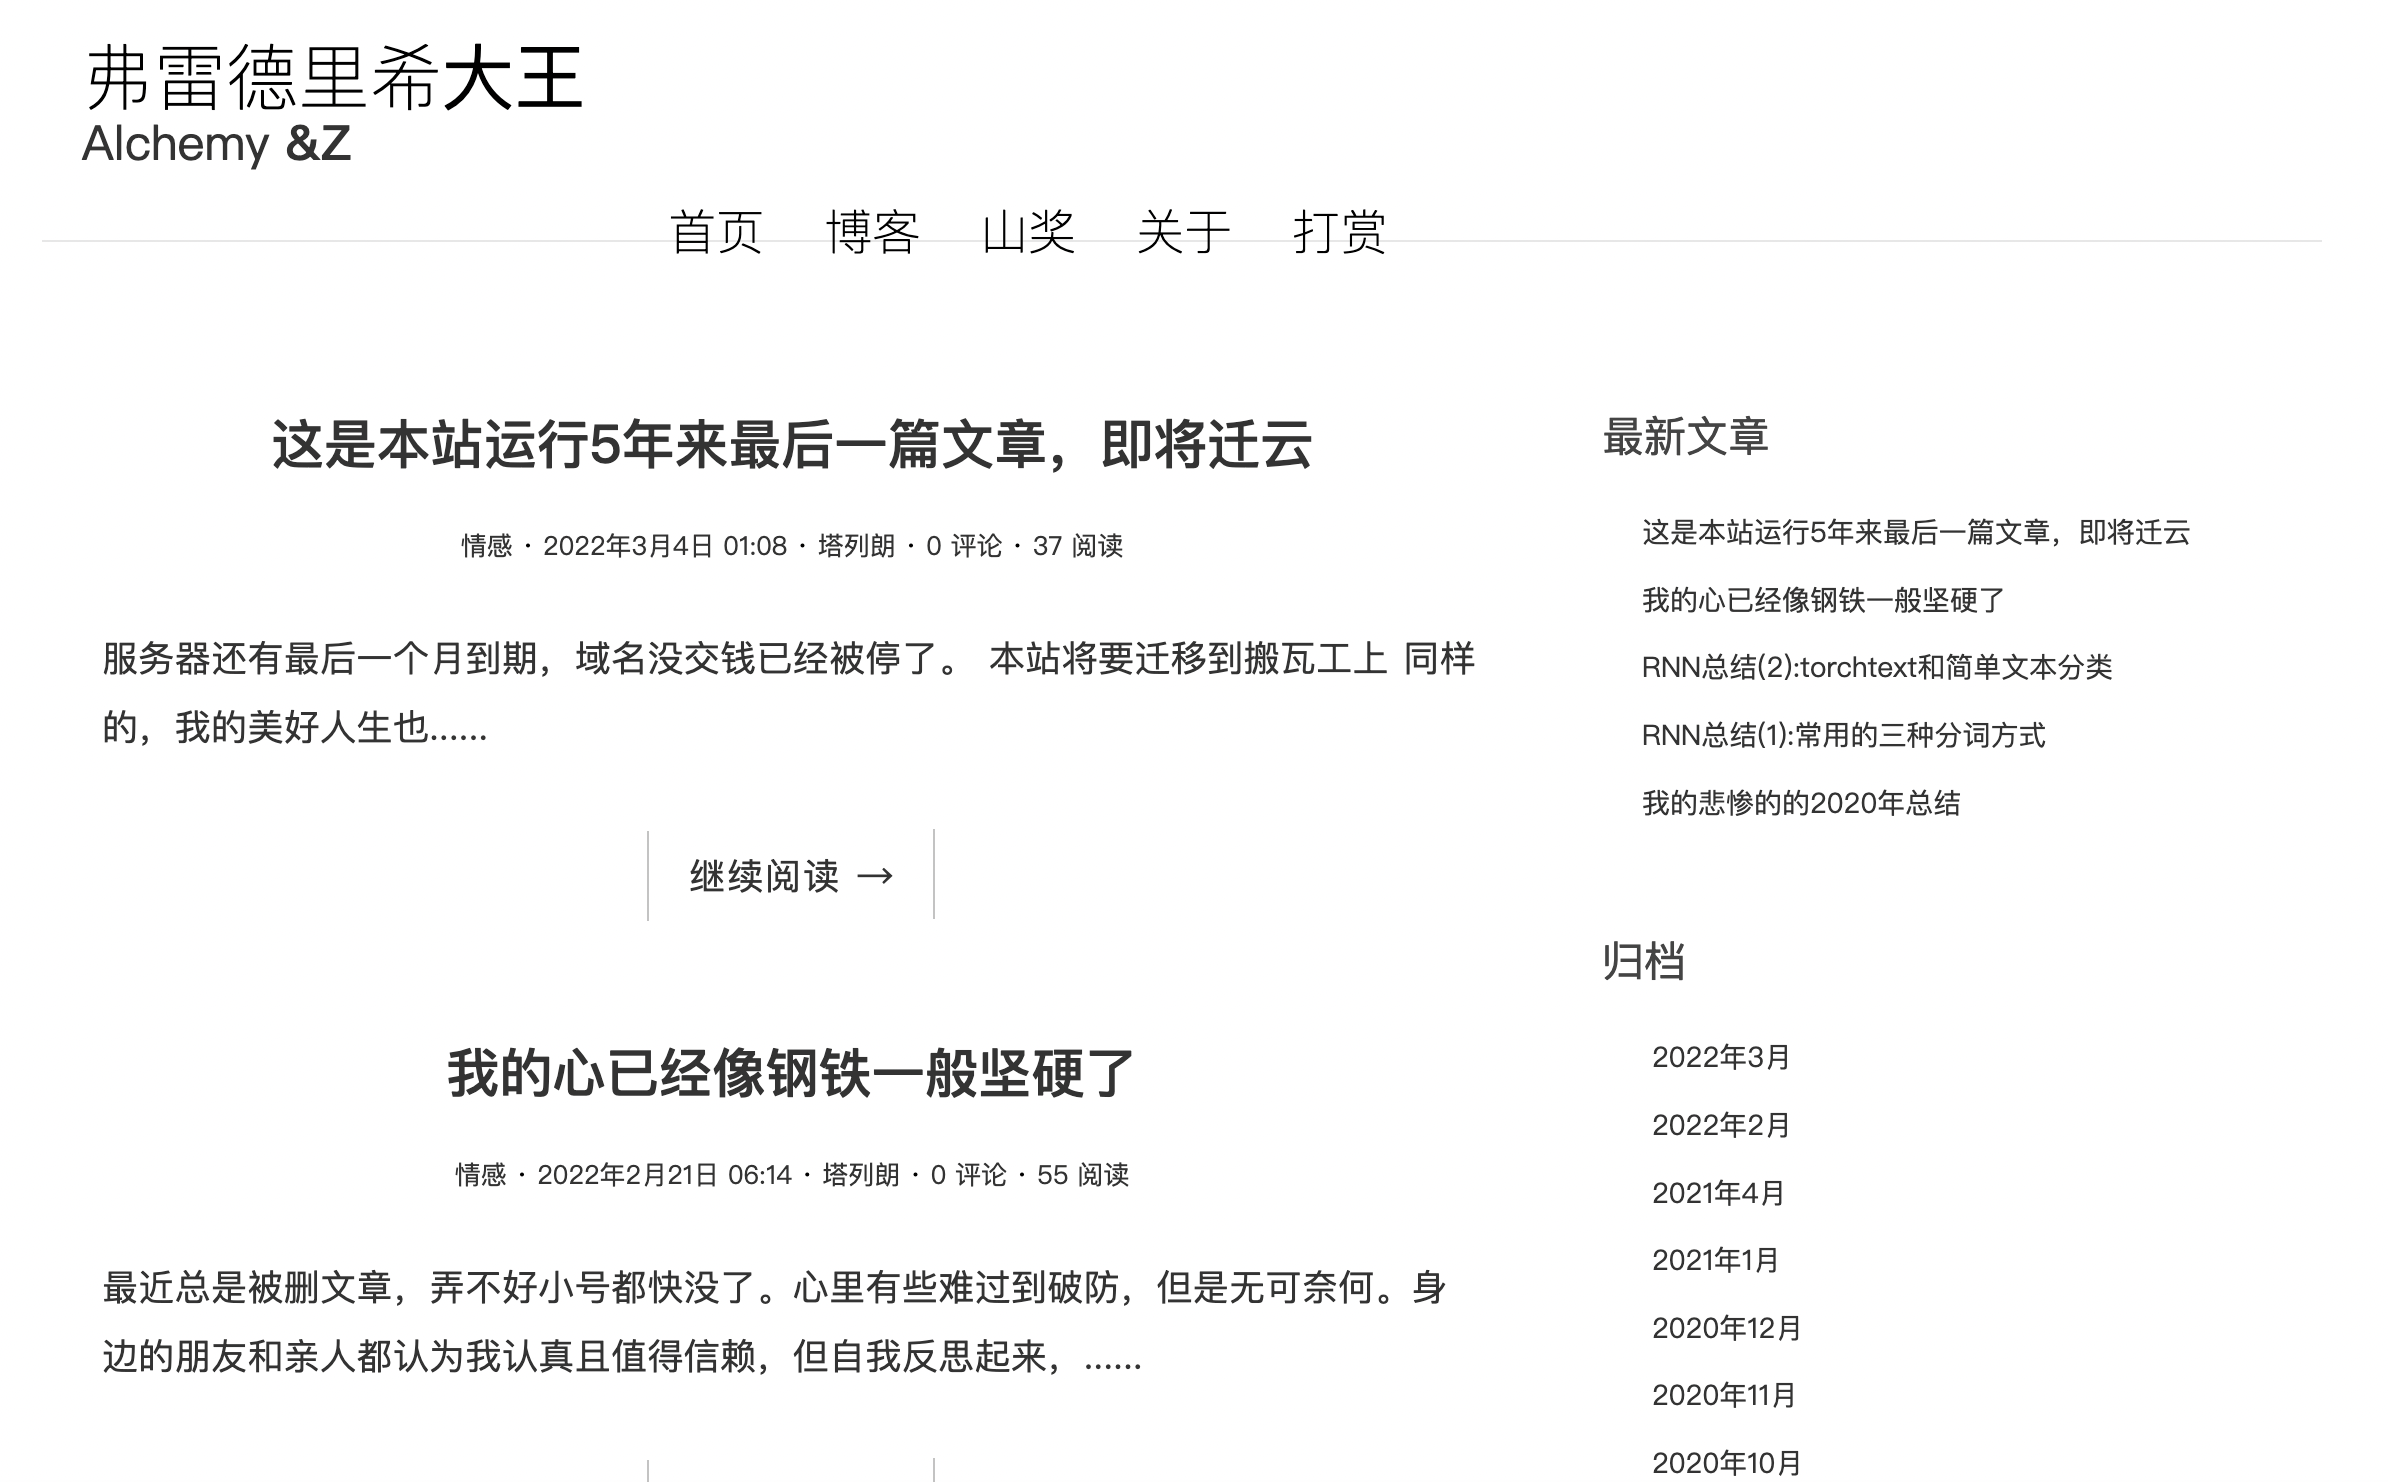 弗雷德里希大王
Alchemy &Z
首页 博客 山奖 关于 打赏
这是本站运行5年来最后一篇文章，即将迁云
情感 · 2022年3月4日 01:08 · 塔列朗 · 0 评论 · 37 阅读
服务器还有最后一个月到期，域名没交钱已经被停了。 本站将要迁移到搬瓦工上 同样
的，我的美好人生也......
继续阅读 →
我的心已经像钢铁一般坚硬了
情感 · 2022年2月21日 06:14 · 塔列朗 · 0 评论 · 55 阅读
最近总是被删文章，弄不好小号都快没了。心里有些难过到破防，但是无可奈何。身
边的朋友和亲人都认为我认真且值得信赖，但自我反思起来，......
最新文章
这是本站运行5年来最后一篇文章，即将迁云
我的心已经像钢铁一般坚硬了
RNN总结(2):torchtext和简单文本分类
RNN总结(1):常用的三种分词方式
我的悲惨的的2020年总结
归档
2022年3月
2022年2月
2021年4月
2021年1月
2020年12月
2020年11月
2020年10月